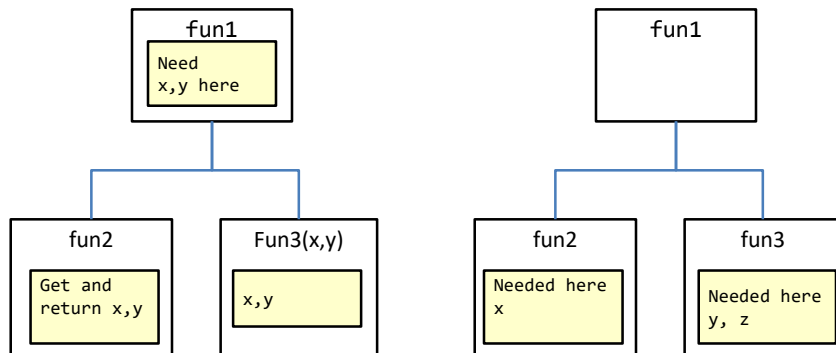 fun1
Need
x,y here
fun2
Get and
return x,y
Fun3(x,y)
x,y
fun1
fun2
Needed here
x
fun3
Needed here
y, z